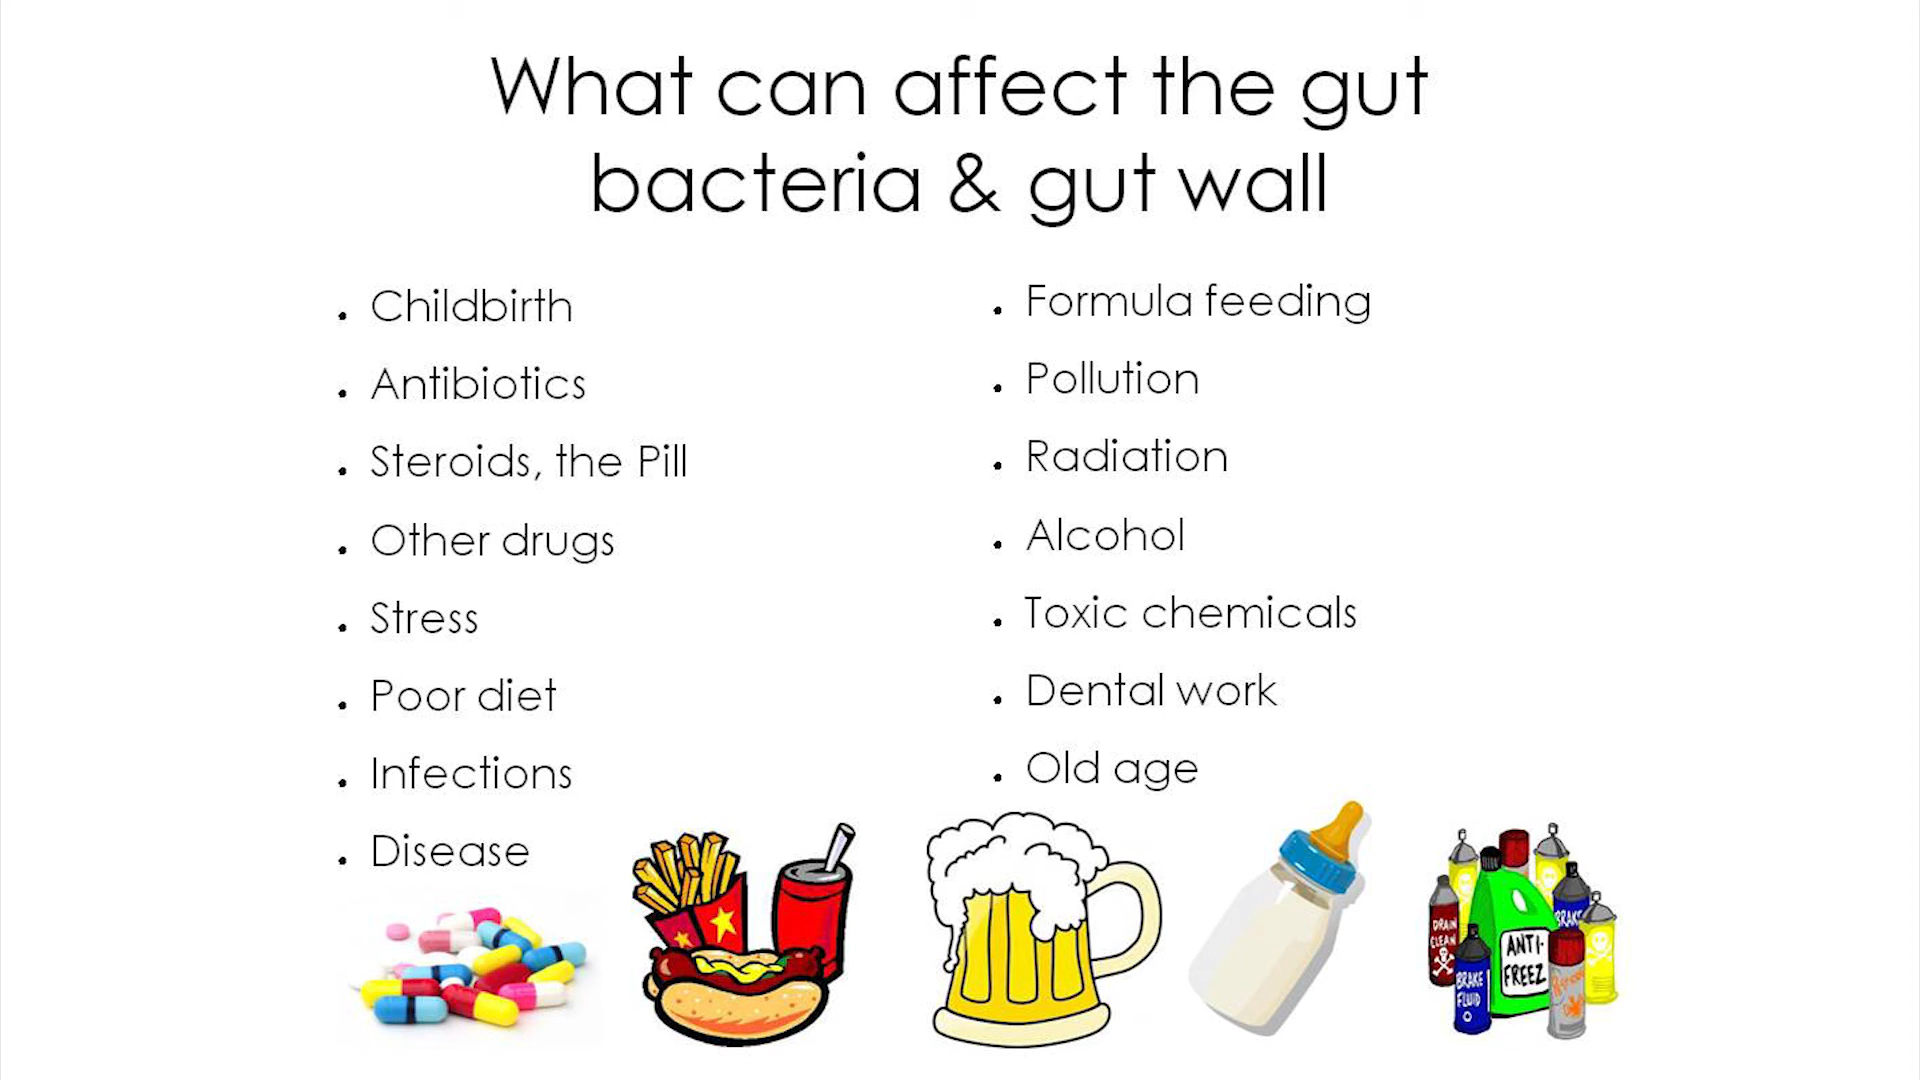 What can affect the gut
bacteria & gut wall
Childbirth
Antibiotics
Steroids, the Pill
Other drugs
Stress
Poor diet
Infections
Disease
Formula feeding
Pollution
Radiation
Alcohol
Toxic chemicals
Dental work
Old age
DRAIN
CLEAN
BRAKE
FLUID
ANTI-
FREEZ